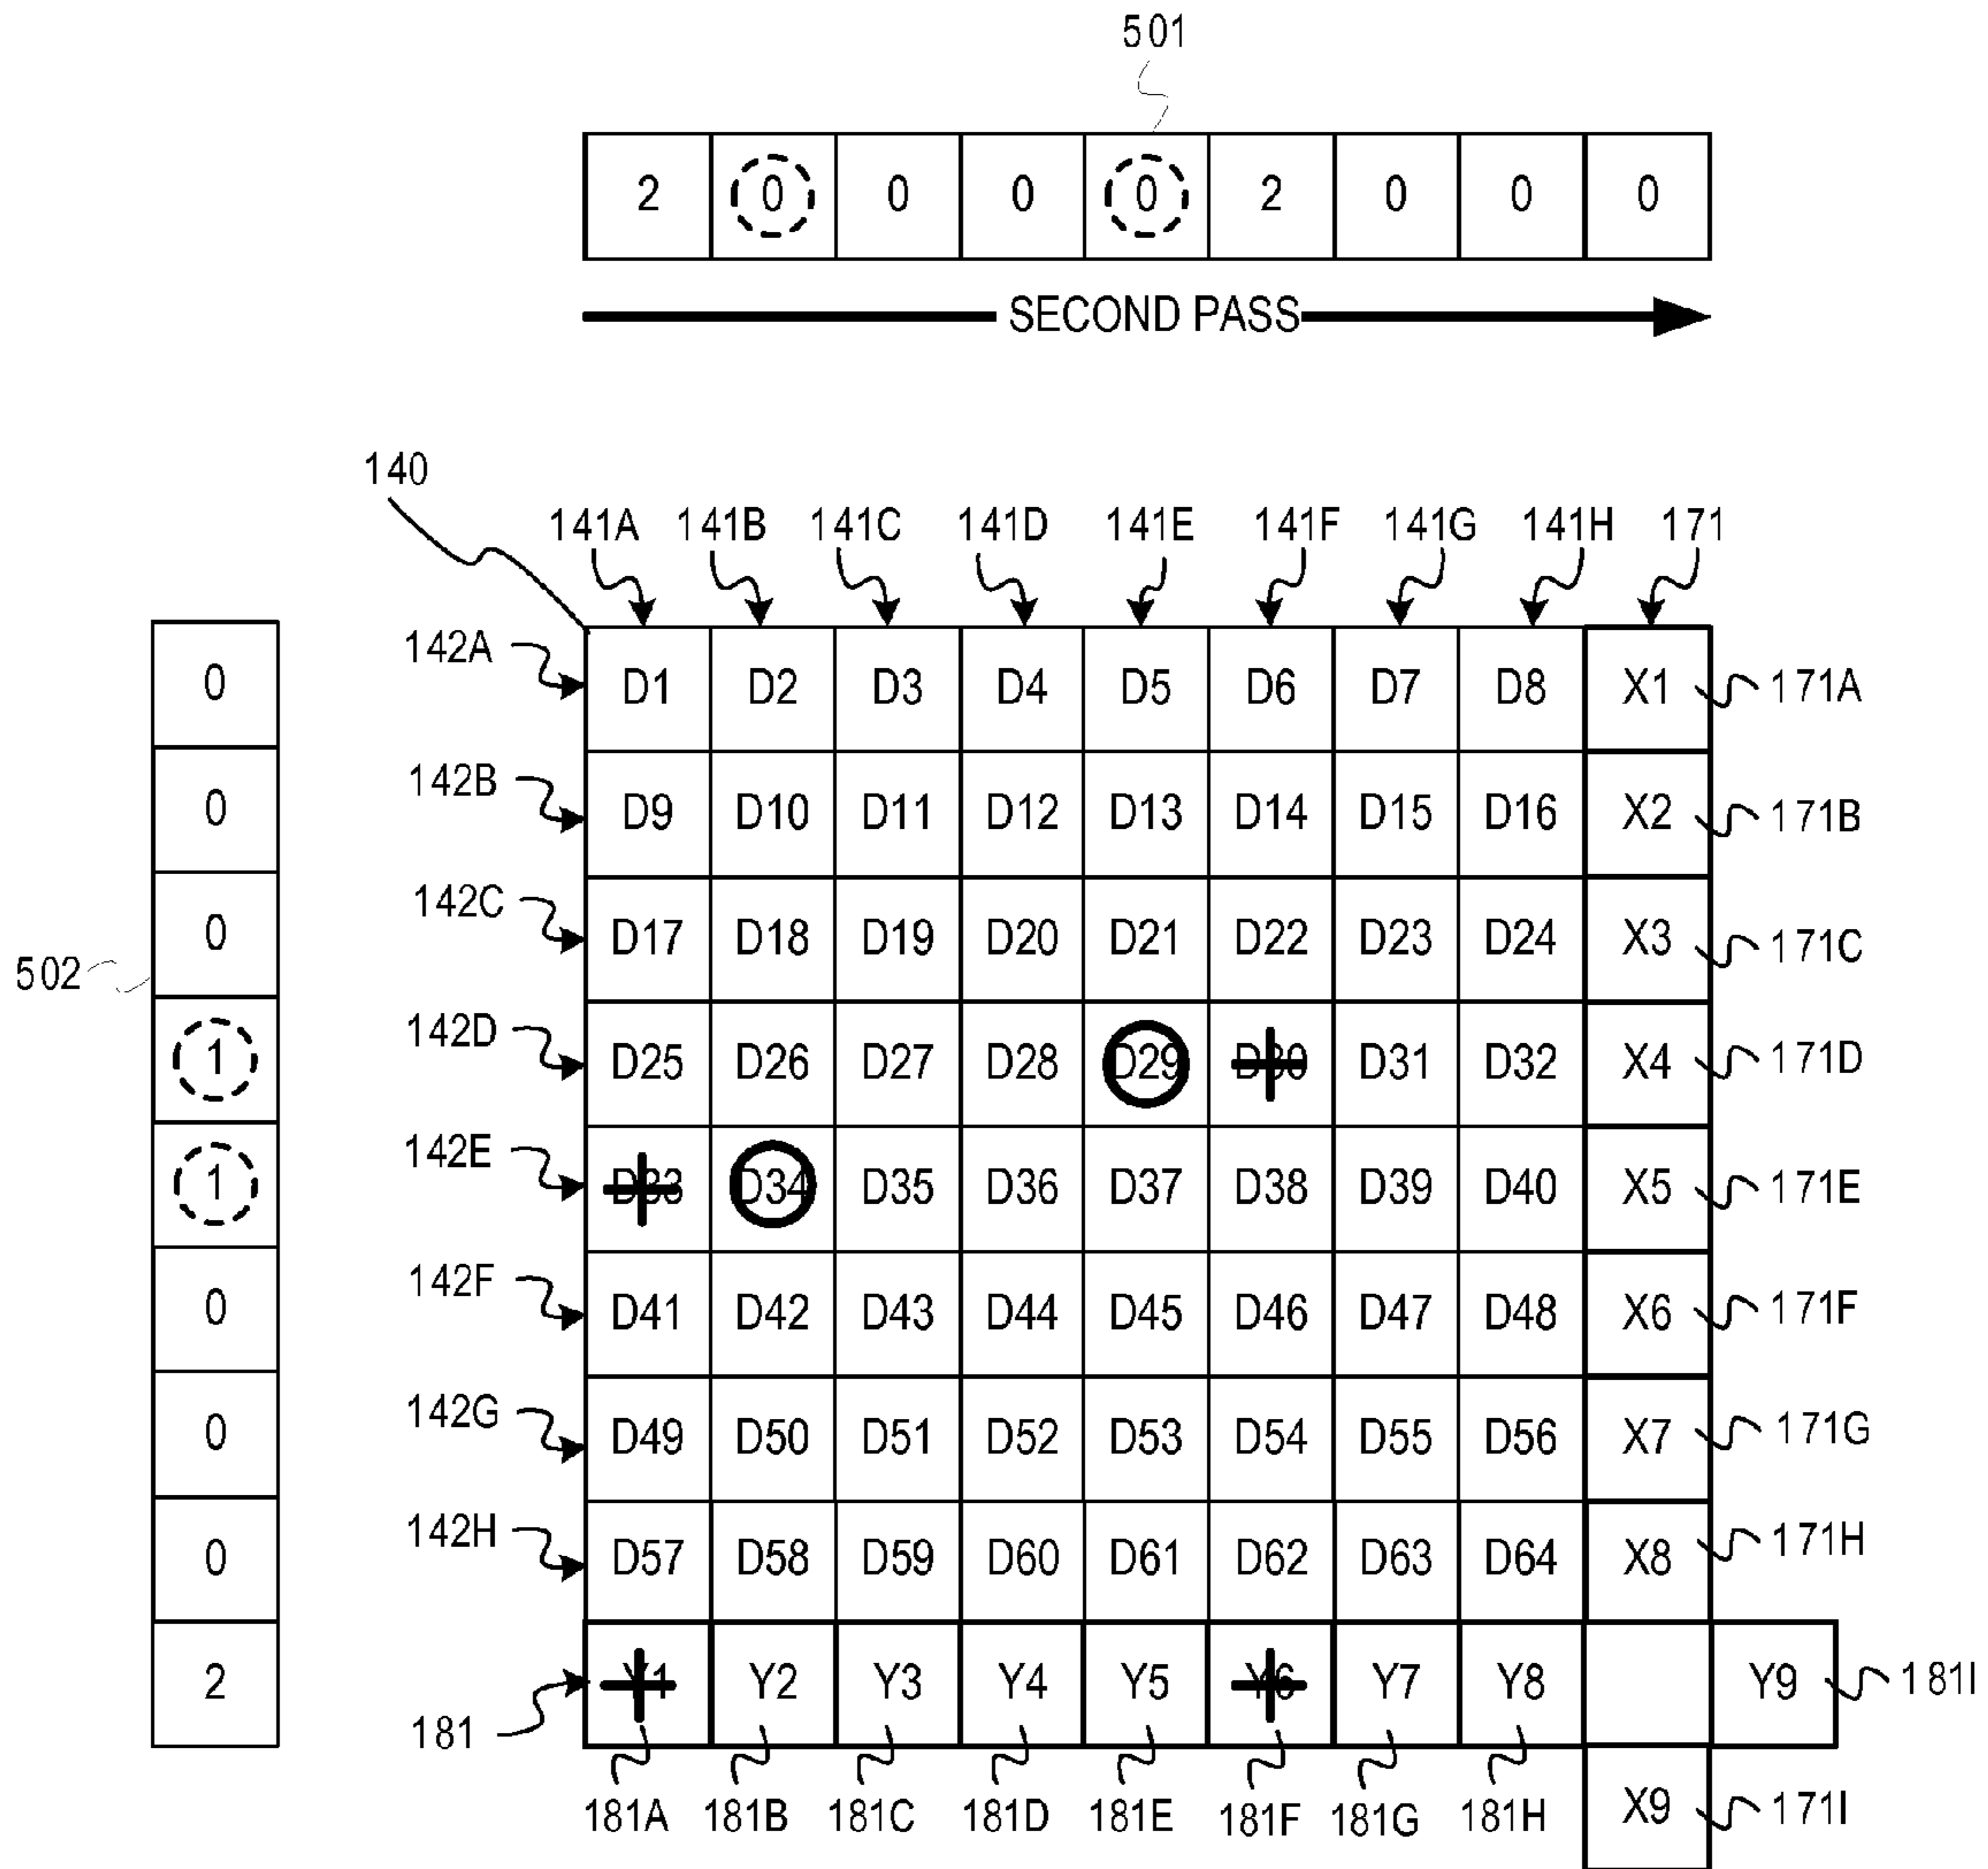 501
2 0 0 0 0 2 0 0 0
SECOND PASS
140
141A 141B 141C 141D 141E 141F 141G 141H 171
0 142A D1 D2 D3 D4 D5 D6 D7 D8 X1 171A
0 142B D9 D10 D11 D12 D13 D14 D15 D16 X2 171B
0 142C D17 D18 D19 D20 D21 D22 D23 D24 X3 171C
502
1 142D D25 D26 D27 D28 D29 D30 D31 D32 X4 171D
1 142E D33 D34 D35 D36 D37 D38 D39 D40 X5 171E
0 142F D41 D42 D43 D44 D45 D46 D47 D48 X6 171F
0 142G D49 D50 D51 D52 D53 D54 D55 D56 X7 171G
0 142H D57 D58 D59 D60 D61 D62 D63 D64 X8 171H
2 181 Y1 Y2 Y3 Y4 Y5 Y6 Y7 Y8 Y9 181I
181A 181B 181C 181D 181E 181F 181G 181H X9 171I